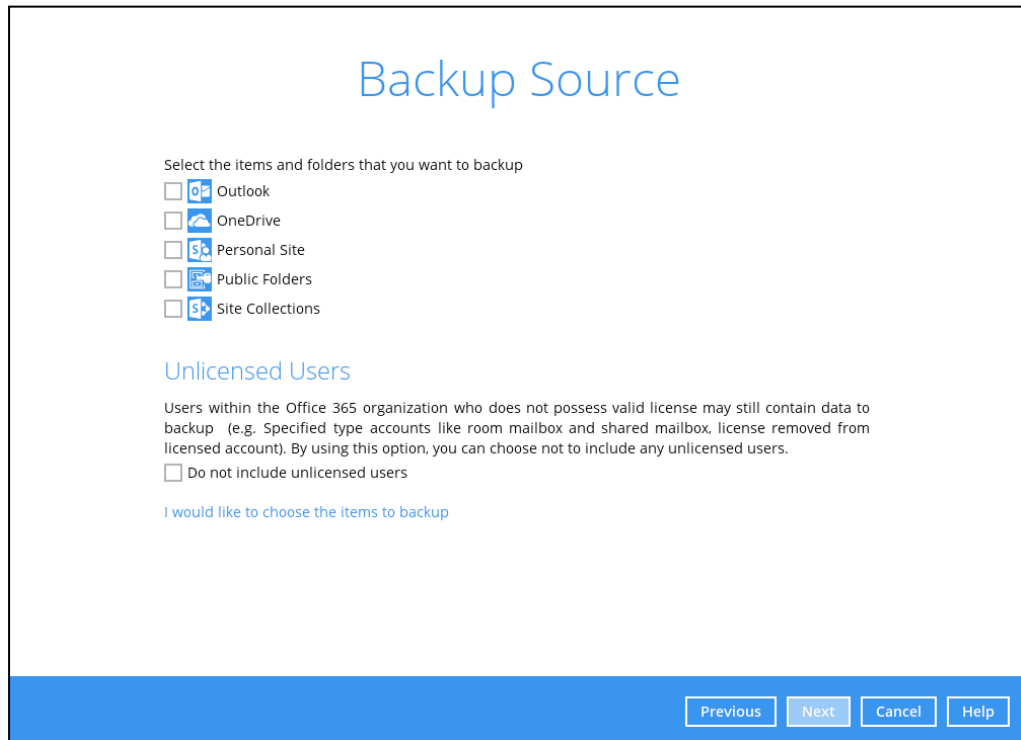 Backup Source
Select the items and folders that you want to backup
Outlook
OneDrive
Personal Site
Public Folders
Site Collections
Unlicensed Users
Users within the Office 365 organization who does not possess valid license may still contain data to
backup (e.g. Specified type accounts like room mailbox and shared mailbox, license removed from
licensed account). By using this option, you can choose not to include any unlicensed users.
Do not include unlicensed users
I would like to choose the items to backup
Previous Next Cancel Help